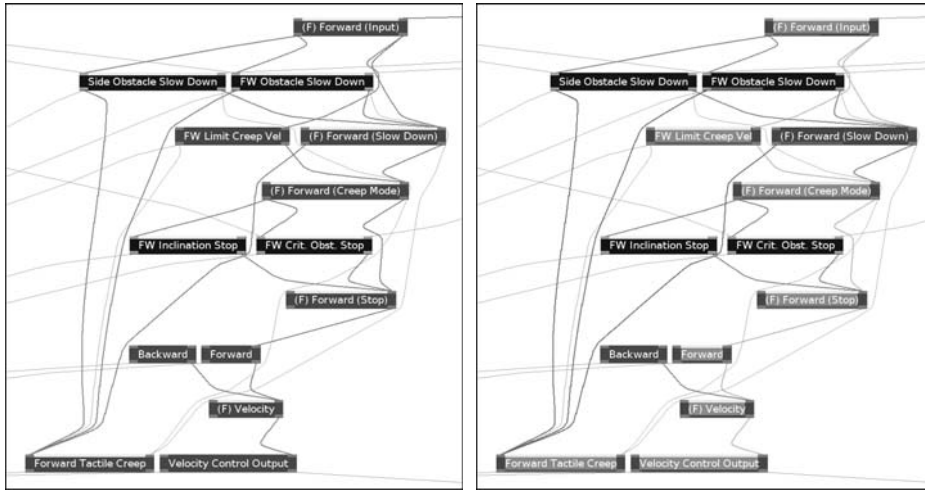 (F) Forward (Input)
Side Obstacle Slow Down
FW Obstacle Slow Down
FW Limit Creep Vel
(F) Forward (Slow Down)
(F) Forward (Creep Mode)
FW Inclination Stop
FW Crit. Obst. Stop
(F) Forward (Stop)
Backward
Forward
(F) Velocity
Forward Tactile Creep
Velocity Control Output
(F) Forward (Input)
Side Obstacle Slow Down
FW Obstacle Slow Down
FW Limit Creep Vel
(F) Forward (Slow Down)
(F) Forward (Creep Mode)
FW Inclination Stop
FW Crit. Obst. Stop
(F) Forward (Stop)
Backward
Forward
(F) Velocity
Forward Tactile Creep
Velocity Control Output